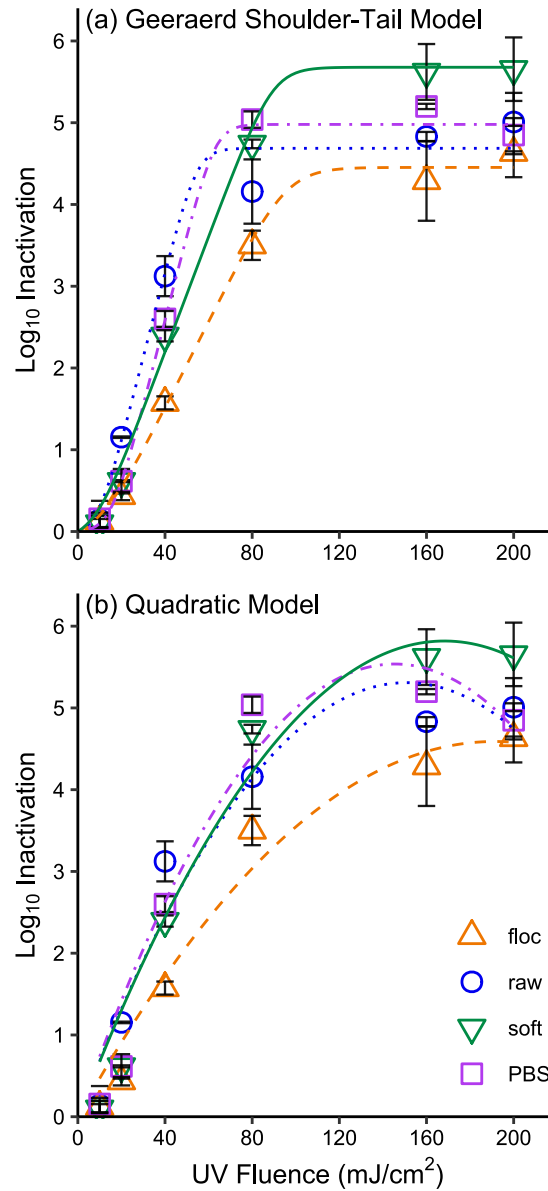 (a) Geeraerd Shoulder-Tail Model
6
5
4
3
2
1
0
Log10 Inactivation
0 40 80 120 160 200
(b) Quadratic Model
6
5
4
3
2
1
0
Log10 Inactivation
floc
raw
soft
PBS
0 40 80 120 160 200
UV Fluence (mJ/cm²)